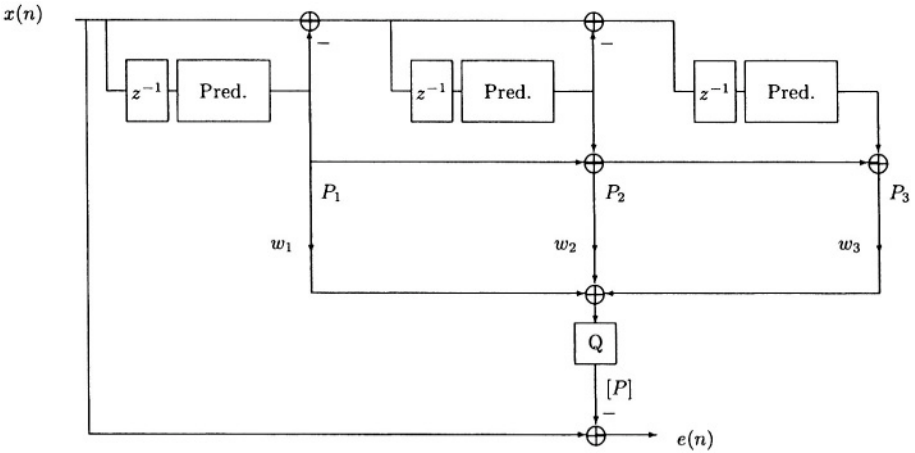 x(n)
− −
z⁻¹ Pred. z⁻¹ Pred. z⁻¹ Pred.
P₁ P₂ P₃
w₁ w₂ w₃
Q
[P]
−
e(n)